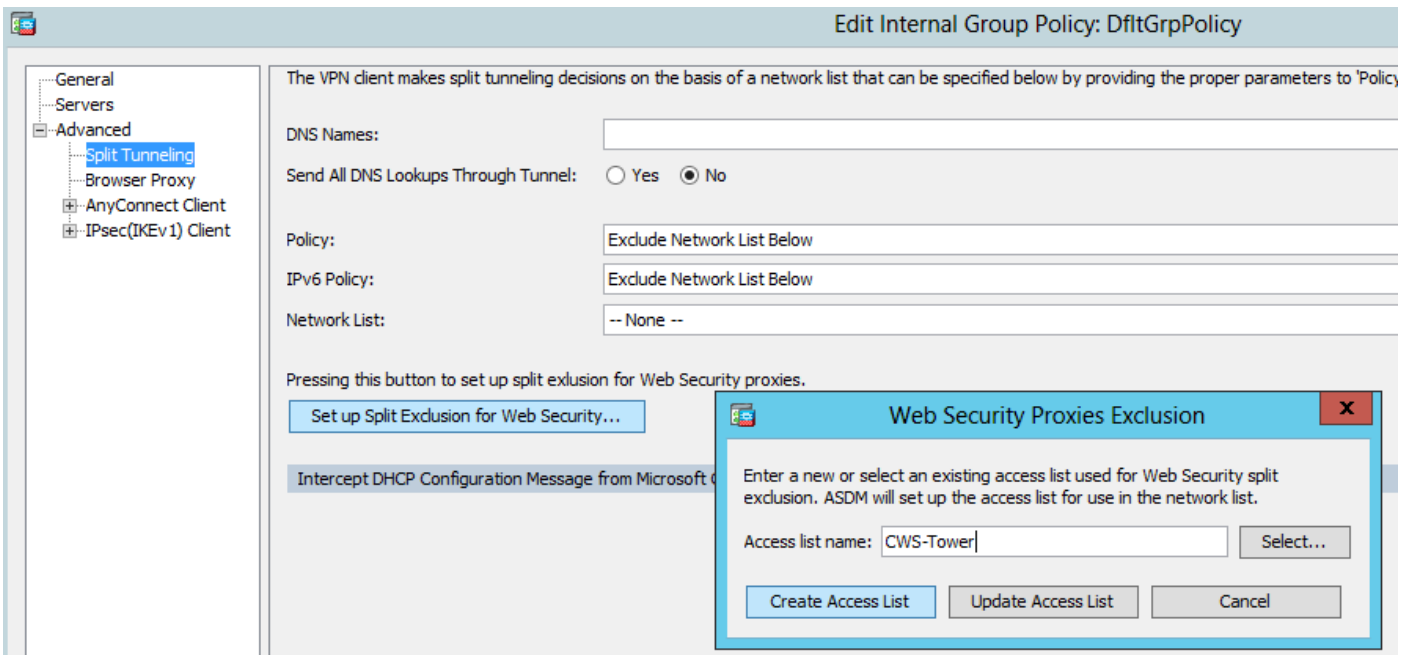 Edit Internal Group Policy: DfltGrpPolicy
General
Servers
Advanced
Split Tunneling
Browser Proxy
AnyConnect Client
IPsec(IKEv1) Client
The VPN client makes split tunneling decisions on the basis of a network list that can be specified below by providing the proper parameters to 'Policy
DNS Names:
Send All DNS Lookups Through Tunnel: Yes No
Policy: Exclude Network List Below
IPv6 Policy: Exclude Network List Below
Network List: -- None --
Pressing this button to set up split exlusion for Web Security proxies.
Set up Split Exclusion for Web Security...
Intercept DHCP Configuration Message from Microsoft
Web Security Proxies Exclusion
X
Enter a new or select an existing access list used for Web Security split
exclusion. ASDM will set up the access list for use in the network list.
Access list name: CWS-Tower Select...
Create Access List Update Access List Cancel